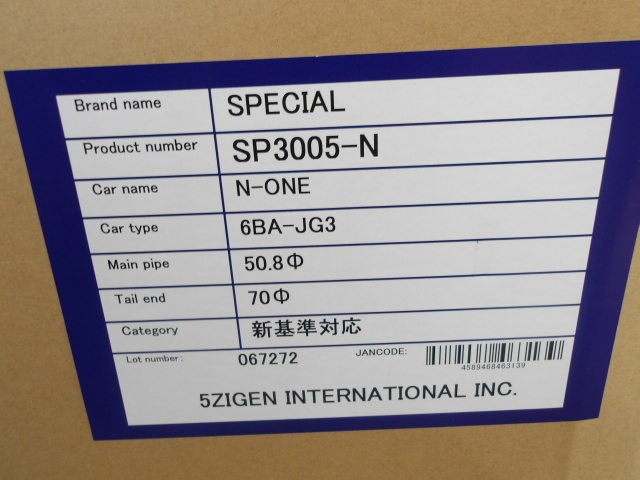 Brand name SPECIAL
Product number SP3005-N
Car name N-ONE
Car type 6BA-JG3
Main pipe 50.8Φ
Tail end 70Φ
Category 新基準対応
Lot number: 067272 JANCODE:
4589468463139
5ZIGEN INTERNATIONAL INC.